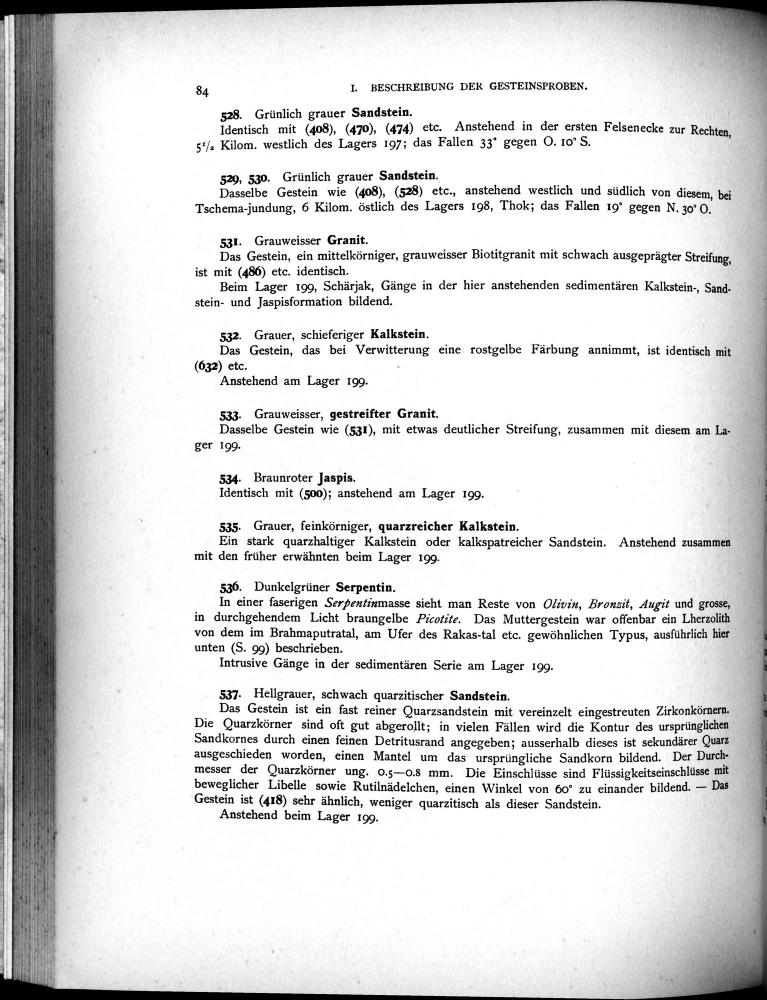 84
I. BESCHREIBUNG DER GESTEINSPROBEN.
528. Grünlich grauer Sandstein.
Identisch mit (408), (470), (474) etc. Anstehend in der ersten Felsenecke zur Rechten,
5 1/2 Kilom. westlich des Lagers 197; das Fallen 33° gegen O. 10° S.
529, 530. Grünlich grauer Sandstein.
Dasselbe Gestein wie (408), (528) etc., anstehend westlich und südlich von diesem, bei
Tschema-jundung, 6 Kilom. östlich des Lagers 198, Thok; das Fallen 19° gegen N. 30° O.
531. Grauweisser Granit.
Das Gestein, ein mittelkörniger, grauweisser Biotitgranit mit schwach ausgeprägter Streifung,
ist mit (486) etc. identisch.
Beim Lager 199, Schärjak, Gänge in der hier anstehenden sedimentären Kalkstein-, Sand-
stein- und Jaspisformation bildend.
532. Grauer, schieferiger Kalkstein.
Das Gestein, das bei Verwitterung eine rostgelbe Färbung annimmt, ist identisch mit
(632) etc.
Anstehend am Lager 199.
533. Grauweisser, gestreifter Granit.
Dasselbe Gestein wie (531), mit etwas deutlicher Streifung, zusammen mit diesem am La-
ger 199.
534. Braunroter Jaspis.
Identisch mit (500); anstehend am Lager 199.
535. Grauer, feinkörniger, quarzreicher Kalkstein.
Ein stark quarzhaltiger Kalkstein oder kalkspatreicher Sandstein. Anstehend zusammen
mit den früher erwähnten beim Lager 199.
536. Dunkelgrüner Serpentin.
In einer faserigen Serpentinmasse sieht man Reste von Olivin, Bronzit, Augit und grosse,
in durchgehendem Licht braungelbe Picotite. Das Muttergestein war offenbar ein Lherzolith
von dem im Brahmaputratal, am Ufer des Rakas-tal etc. gewöhnlichen Typus, ausführlich hier
unten (S. 99) beschrieben.
Intrusive Gänge in der sedimentären Serie am Lager 199.
537. Hellgrauer, schwach quarzitischer Sandstein.
Das Gestein ist ein fast reiner Quarzsandstein mit vereinzelt eingestreuten Zirkonkörnern.
Die Quarzkörner sind oft gut abgerollt; in vielen Fällen wird die Kontur des ursprünglichen
Sandkornes durch einen feinen Detritusrand angegeben; ausserhalb dieses ist sekundärer Quarz
ausgeschieden worden, einen Mantel um das ursprüngliche Sandkorn bildend. Der Durch-
messer der Quarzkörner ung. 0.5—0.8 mm. Die Einschlüsse sind Flüssigkeitseinschlüsse mit
beweglicher Libelle sowie Rutilnädelchen, einen Winkel von 60° zu einander bildend. — Das
Gestein ist (418) sehr ähnlich, weniger quarzitisch als dieser Sandstein.
Anstehend beim Lager 199.